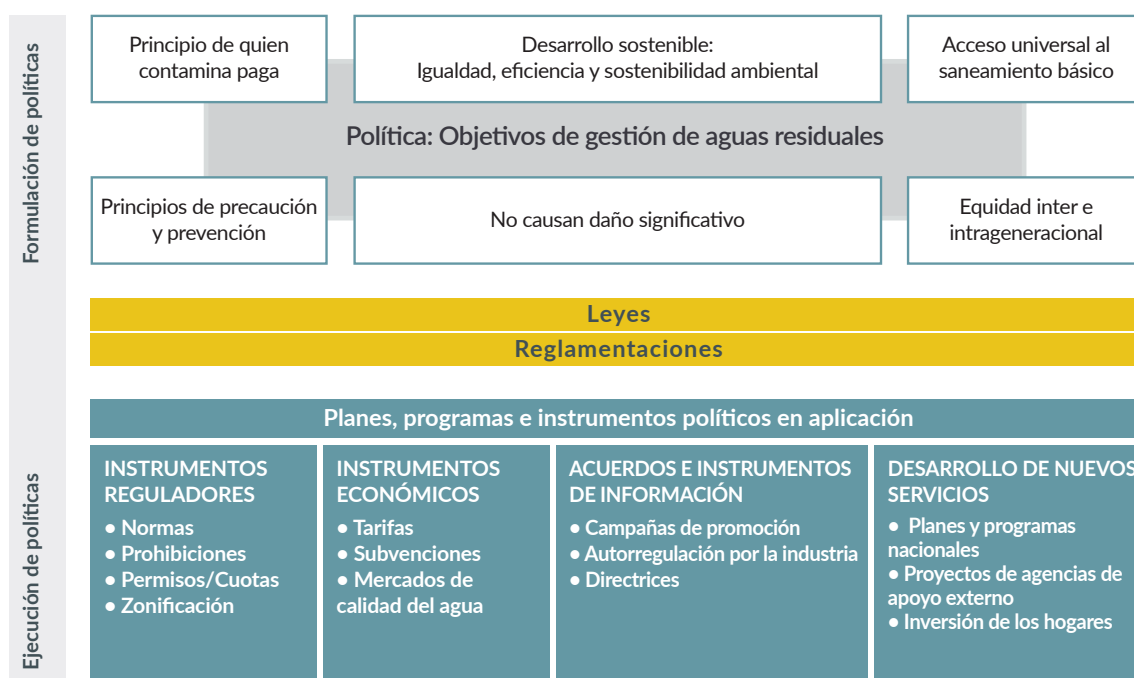 Formulación de políticas
Principio de quien
contamina paga
Desarrollo sostenible:
Igualdad, eficiencia y sostenibilidad ambiental
Acceso universal al
saneamiento básico
Política: Objetivos de gestión de aguas residuales
Principios de precaución
y prevención
No causan daño significativo
Equidad inter e
intrageneracional
Leyes
Reglamentaciones
Ejecución de políticas
Planes, programas e instrumentos políticos en aplicación
INSTRUMENTOS
REGULADORES
● Normas
● Prohibiciones
● Permisos/Cuotas
● Zonificación
INSTRUMENTOS
ECONÓMICOS
● Tarifas
● Subvenciones
● Mercados de
calidad del agua
ACUERDOS E INSTRUMENTOS
DE INFORMACIÓN
● Campañas de promoción
● Autorregulación por la industria
● Directrices
DESARROLLO DE NUEVOS
SERVICIOS
● Planes y programas
nacionales
● Proyectos de agencias de
apoyo externo
● Inversión de los hogares